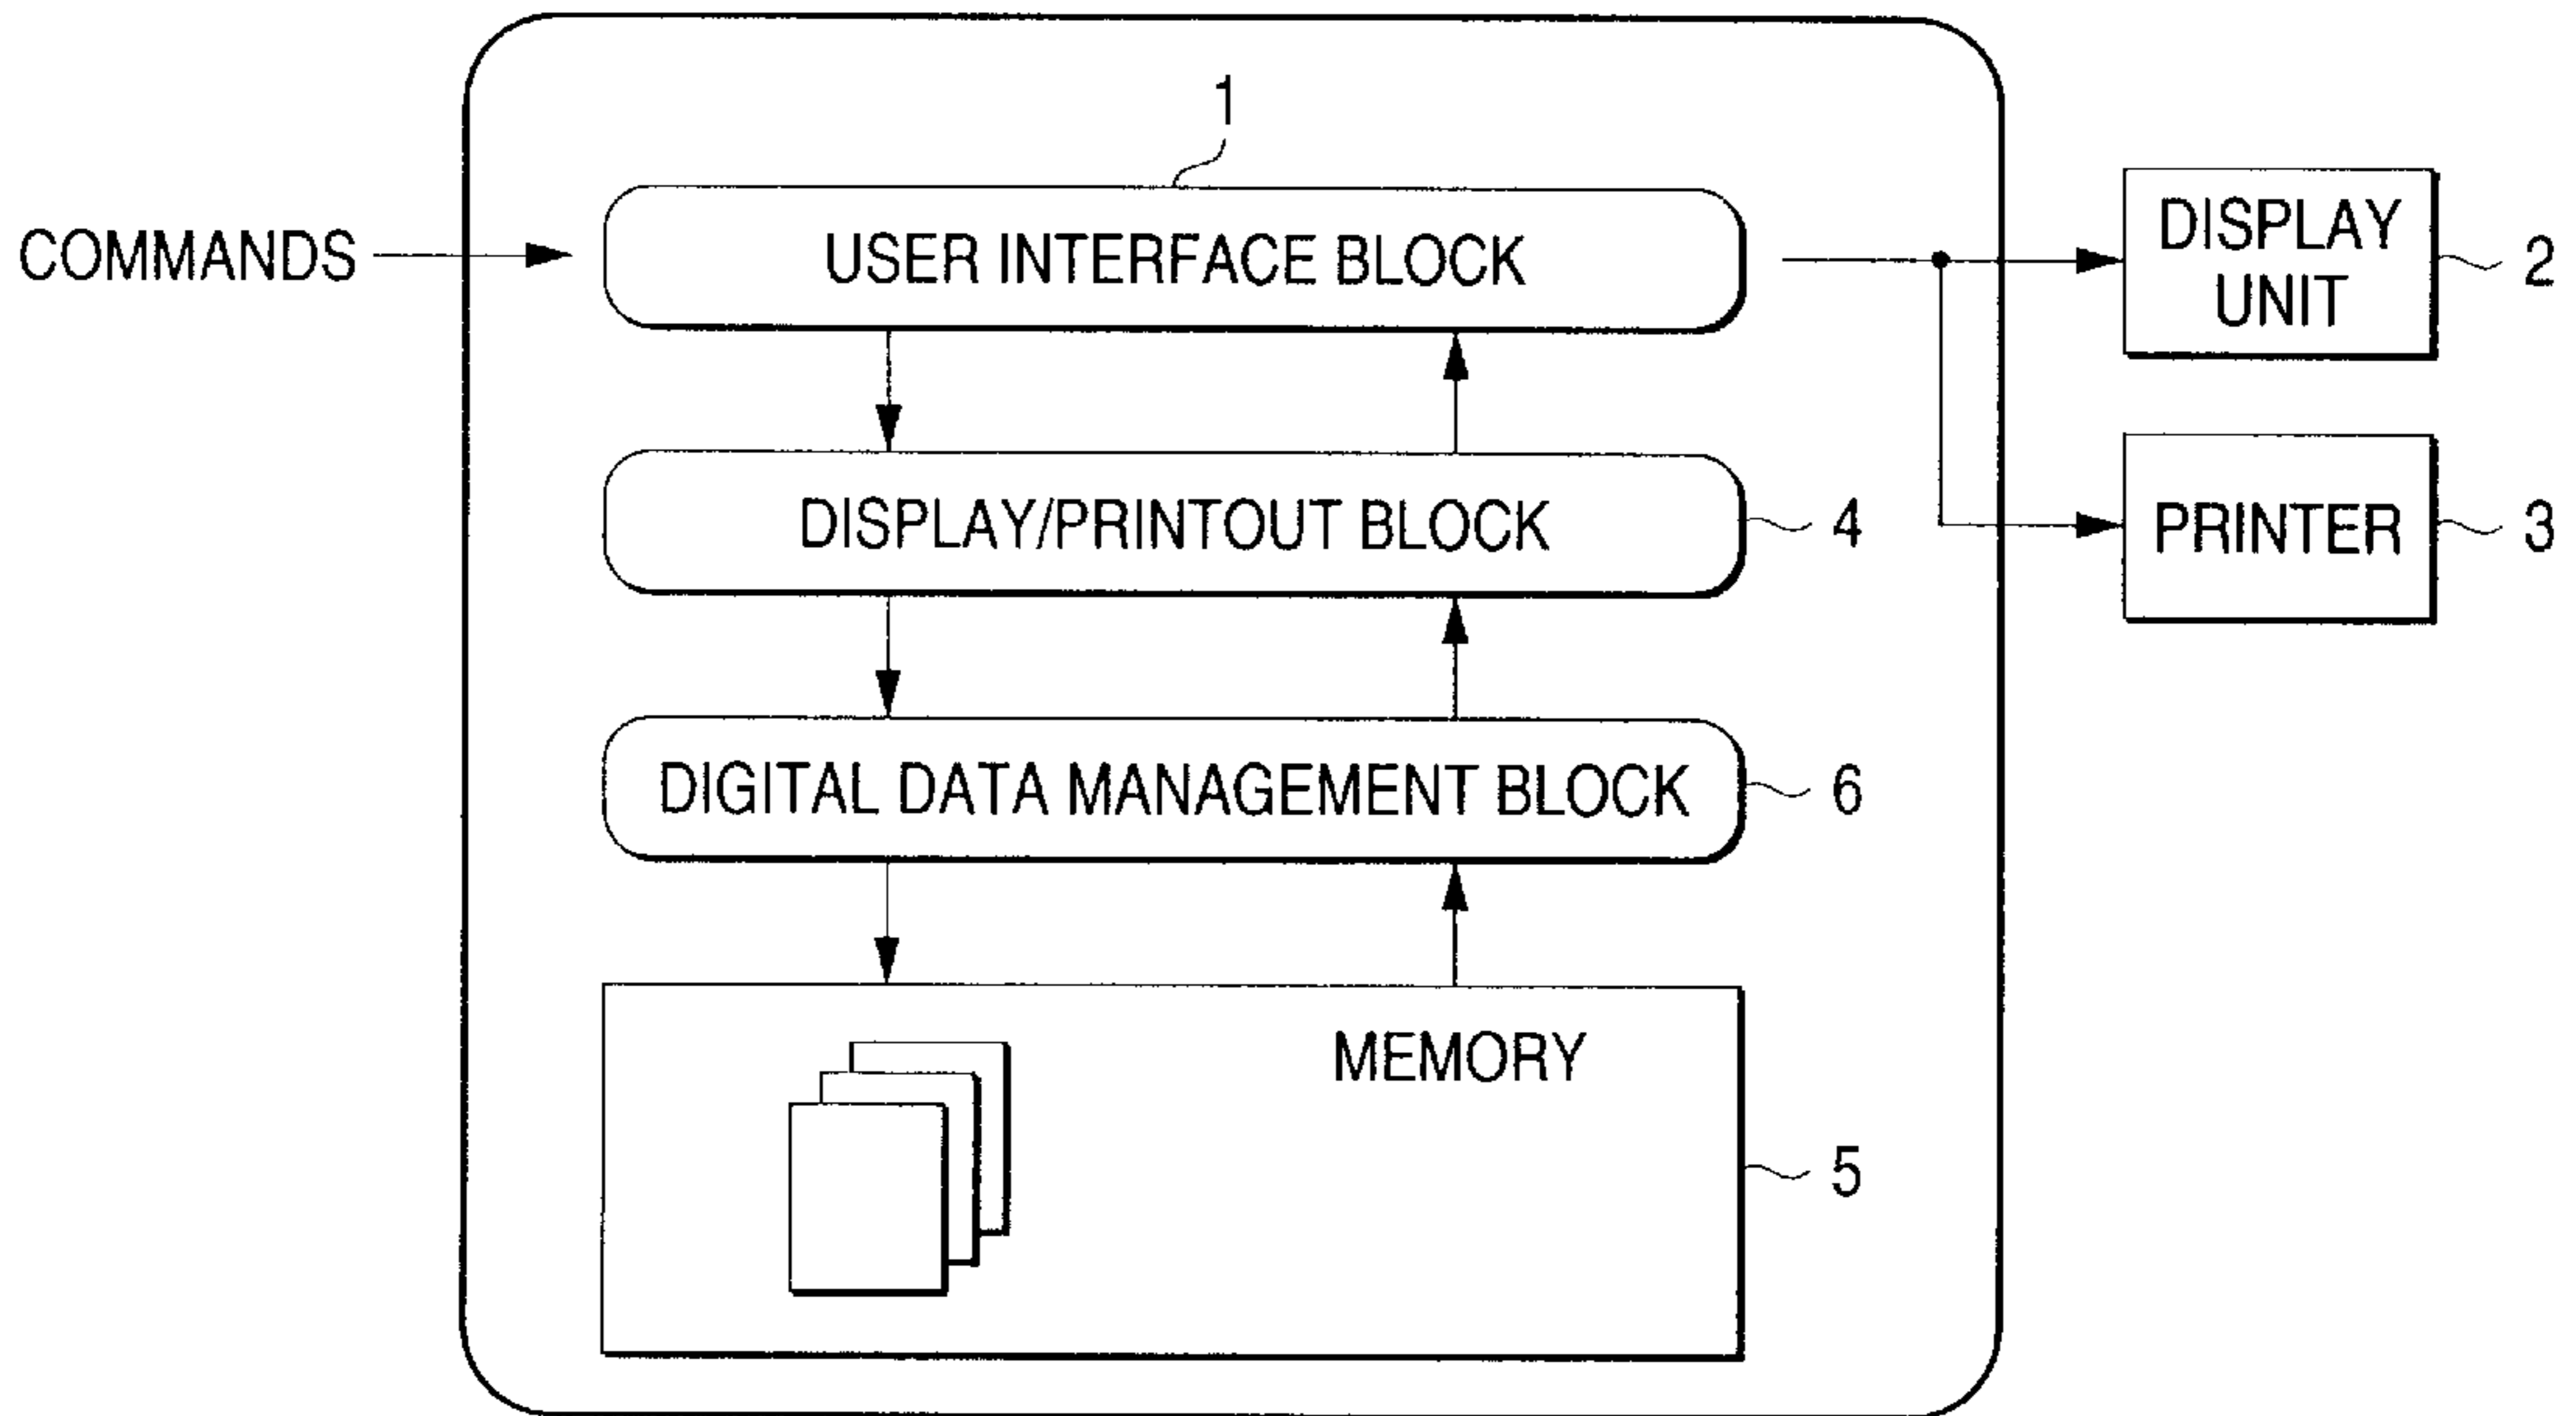 1
COMMANDS
USER INTERFACE BLOCK
DISPLAY
UNIT
2
DISPLAY/PRINTOUT BLOCK
4
PRINTER
3
DIGITAL DATA MANAGEMENT BLOCK
6
MEMORY
5